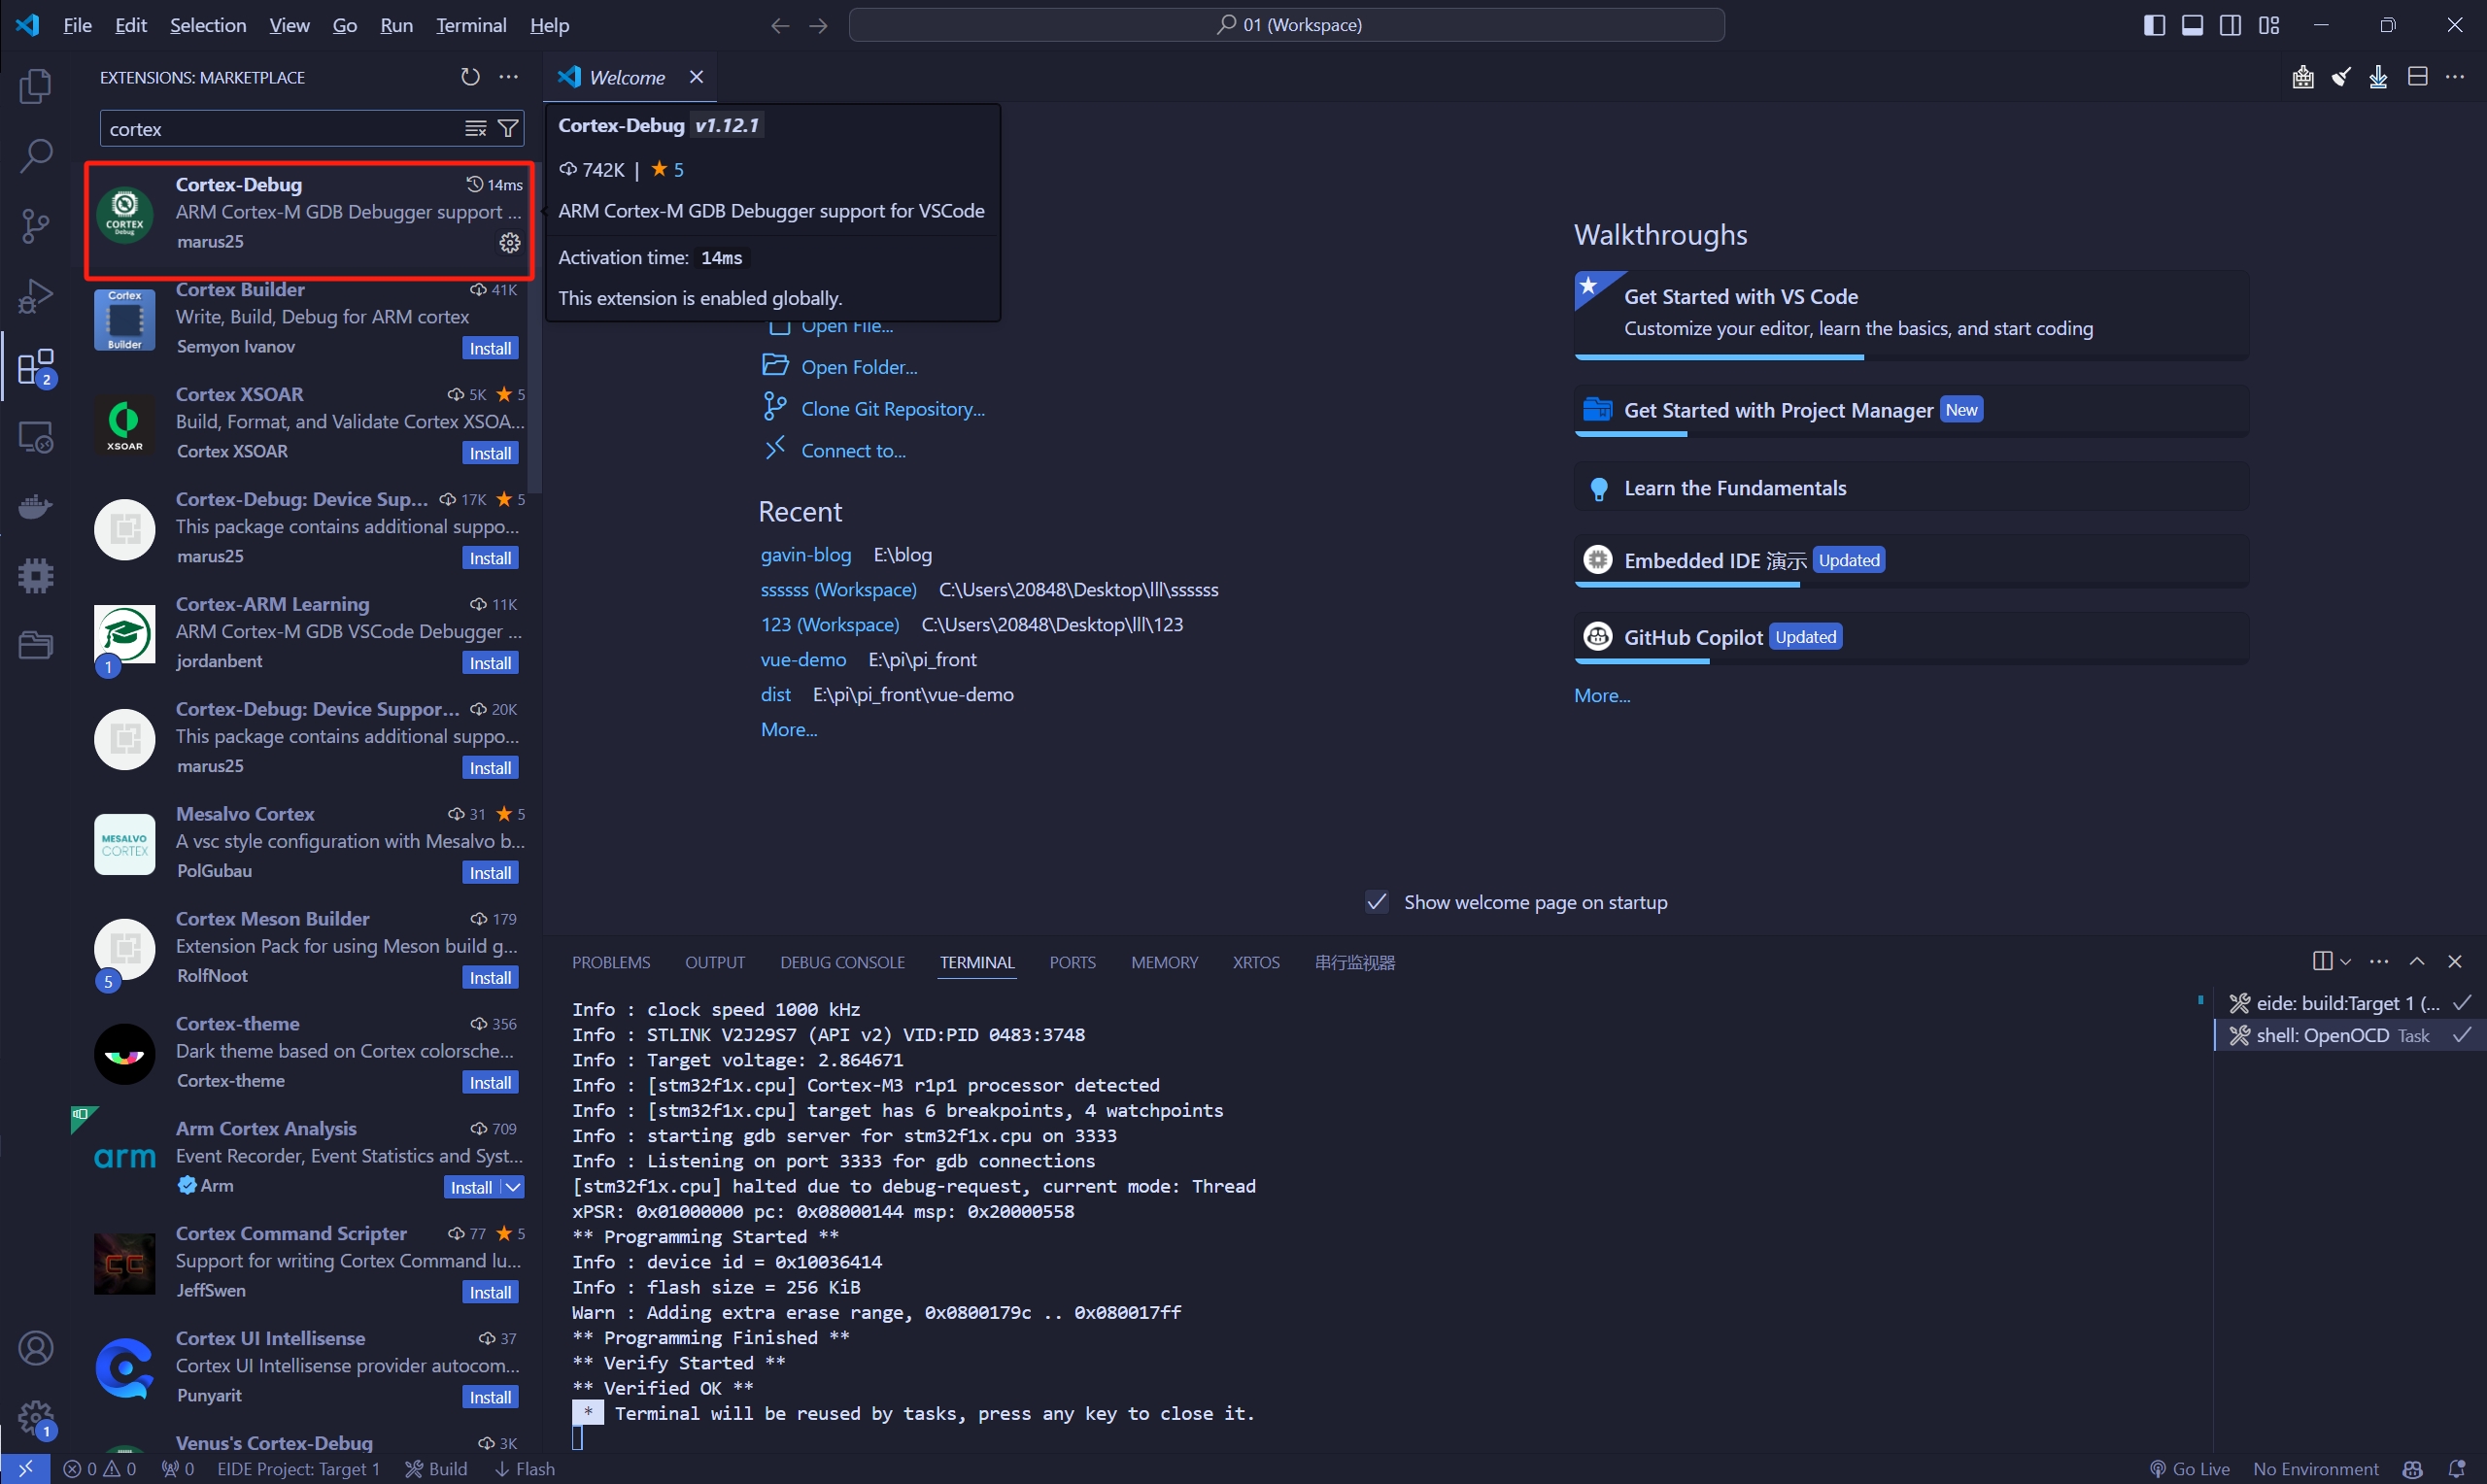 File Edit Selection View Go Run Terminal Help
01 (Workspace)
EXTENSIONS: MARKETPLACE
cortex
Cortex-Debug 14ms
ARM Cortex-M GDB Debugger support ...
marus25
CORTEX
Debug
Cortex Builder 41K
Write, Build, Debug for ARM cortex
Semyon Ivanov Install
Cortex
Builder
Cortex XSOAR 5K 5
Build, Format, and Validate Cortex XSOA...
Cortex XSOAR Install
XSOAR
Cortex-Debug: Device Sup... 17K 5
This package contains additional suppo...
marus25 Install
Cortex-ARM Learning 11K
ARM Cortex-M GDB VSCode Debugger ...
jordanbent Install
1
Cortex-Debug: Device Suppor... 20K
This package contains additional suppo...
marus25 Install
Mesalvo Cortex 31 5
A vsc style configuration with Mesalvo b...
PolGubau Install
MESALVO
CORTEX
Cortex Meson Builder 179
Extension Pack for using Meson build g...
RolfNoot Install
5
Cortex-theme 356
Dark theme based on Cortex colorsche...
Cortex-theme Install
Arm Cortex Analysis 709
Event Recorder, Event Statistics and Syst...
Arm Install
arm
Cortex Command Scripter 77 5
Support for writing Cortex Command lu...
JeffSwen Install
CC
Cortex UI Intellisense 37
Cortex UI Intellisense provider autocom...
Punyarit Install
Venus's Cortex-Debug 3K
2
1
Welcome
Cortex-Debug v1.12.1
742K | 5
ARM Cortex-M GDB Debugger support for VSCode
Activation time: 14ms
This extension is enabled globally.
Open File...
Open Folder...
Clone Git Repository...
Connect to...
Recent
gavin-blog E:\blog
ssssss (Workspace) C:\Users\20848\Desktop\lll\ssssss
123 (Workspace) C:\Users\20848\Desktop\lll\123
vue-demo E:\pi\pi_front
dist E:\pi\pi_front\vue-demo
More...
Walkthroughs
Get Started with VS Code
Customize your editor, learn the basics, and start coding
Get Started with Project Manager New
Learn the Fundamentals
Embedded IDE 演示 Updated
GitHub Copilot Updated
More...
Show welcome page on startup
PROBLEMS OUTPUT DEBUG CONSOLE TERMINAL PORTS MEMORY XRTOS 串行监视器
Info : clock speed 1000 kHz
Info : STLINK V2J29S7 (API v2) VID:PID 0483:3748
Info : Target voltage: 2.864671
Info : [stm32f1x.cpu] Cortex-M3 r1p1 processor detected
Info : [stm32f1x.cpu] target has 6 breakpoints, 4 watchpoints
Info : starting gdb server for stm32f1x.cpu on 3333
Info : Listening on port 3333 for gdb connections
[stm32f1x.cpu] halted due to debug-request, current mode: Thread
xPSR: 0x01000000 pc: 0x08000144 msp: 0x20000558
** Programming Started **
Info : device id = 0x10036414
Info : flash size = 256 KiB
Warn : Adding extra erase range, 0x0800179c .. 0x080017ff
** Programming Finished **
** Verify Started **
** Verified OK **
* Terminal will be reused by tasks, press any key to close it.
eide: build:Target 1 (...
shell: OpenOCD Task
0 0 0 EIDE Project: Target 1 Build Flash
Go Live No Environment